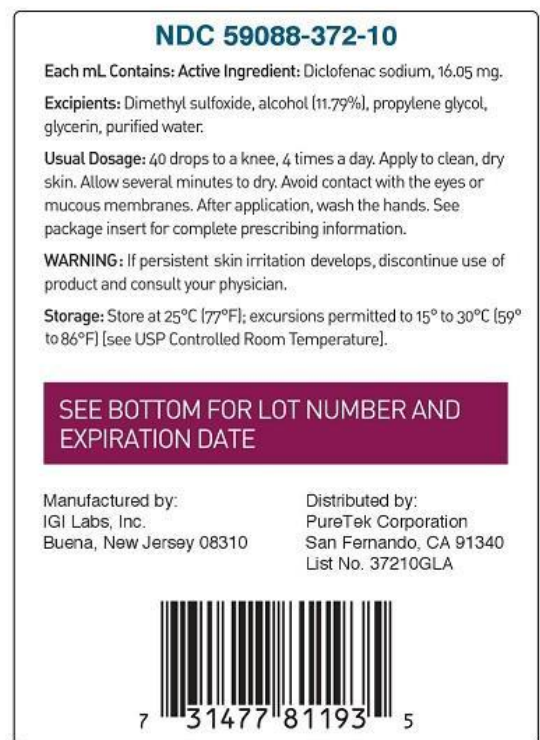 NDC 59088-372-10
Each mL Contains: Active Ingredient: Diclofenac sodium, 16.05 mg.
Excipients: Dimethyl sulfoxide, alcohol (11.79%), propylene glycol,
glycerin, purified water.
Usual Dosage: 40 drops to a knee, 4 times a day. Apply to clean, dry
skin. Allow several minutes to dry. Avoid contact with the eyes or
mucous membranes. After application, wash the hands. See
package insert for complete prescribing information.
WARNING: If persistent skin irritation develops, discontinue use of
product and consult your physician.
Storage: Store at 25°C (77°F); excursions permitted to 15° to 30°C (59°
to 86°F) [see USP Controlled Room Temperature].
SEE BOTTOM FOR LOT NUMBER AND
EXPIRATION DATE
Manufactured by:
IGI Labs, Inc.
Buena, New Jersey 08310
Distributed by:
PureTek Corporation
San Fernando, CA 91340
List No. 37210GLA
7 31477 81193 5